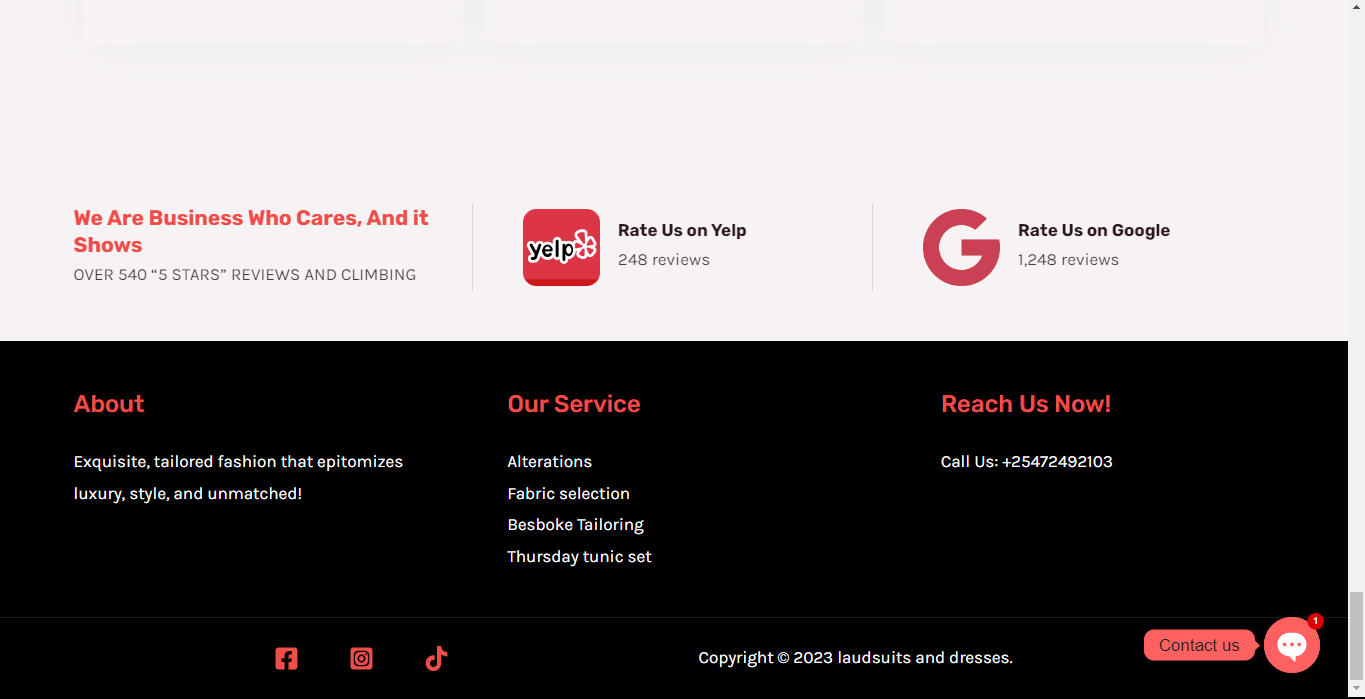 We Are Business Who Cares, And it
Shows
OVER 540 “5 STARS” REVIEWS AND CLIMBING
yelp
Rate Us on Yelp
248 reviews
G
Rate Us on Google
1,248 reviews
About
Exquisite, tailored fashion that epitomizes
luxury, style, and unmatched!
Our Service
Alterations
Fabric selection
Besboke Tailoring
Thursday tunic set
Reach Us Now!
Call Us: +25472492103
Copyright © 2023 laudsuits and dresses.
Contact us
1